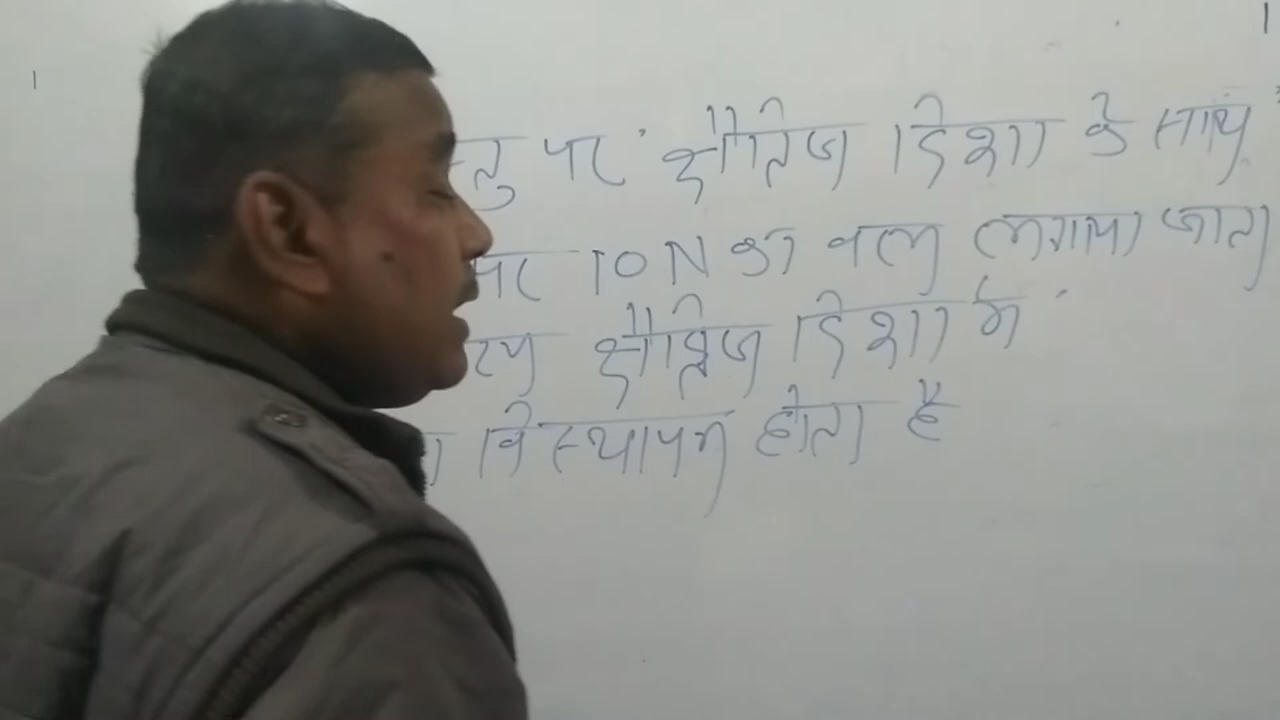 पर क्षैतिज दिशा के साथ
पर 10N का बल लगाया जाता
क्षैतिज दिशा में
विस्थापन होता है